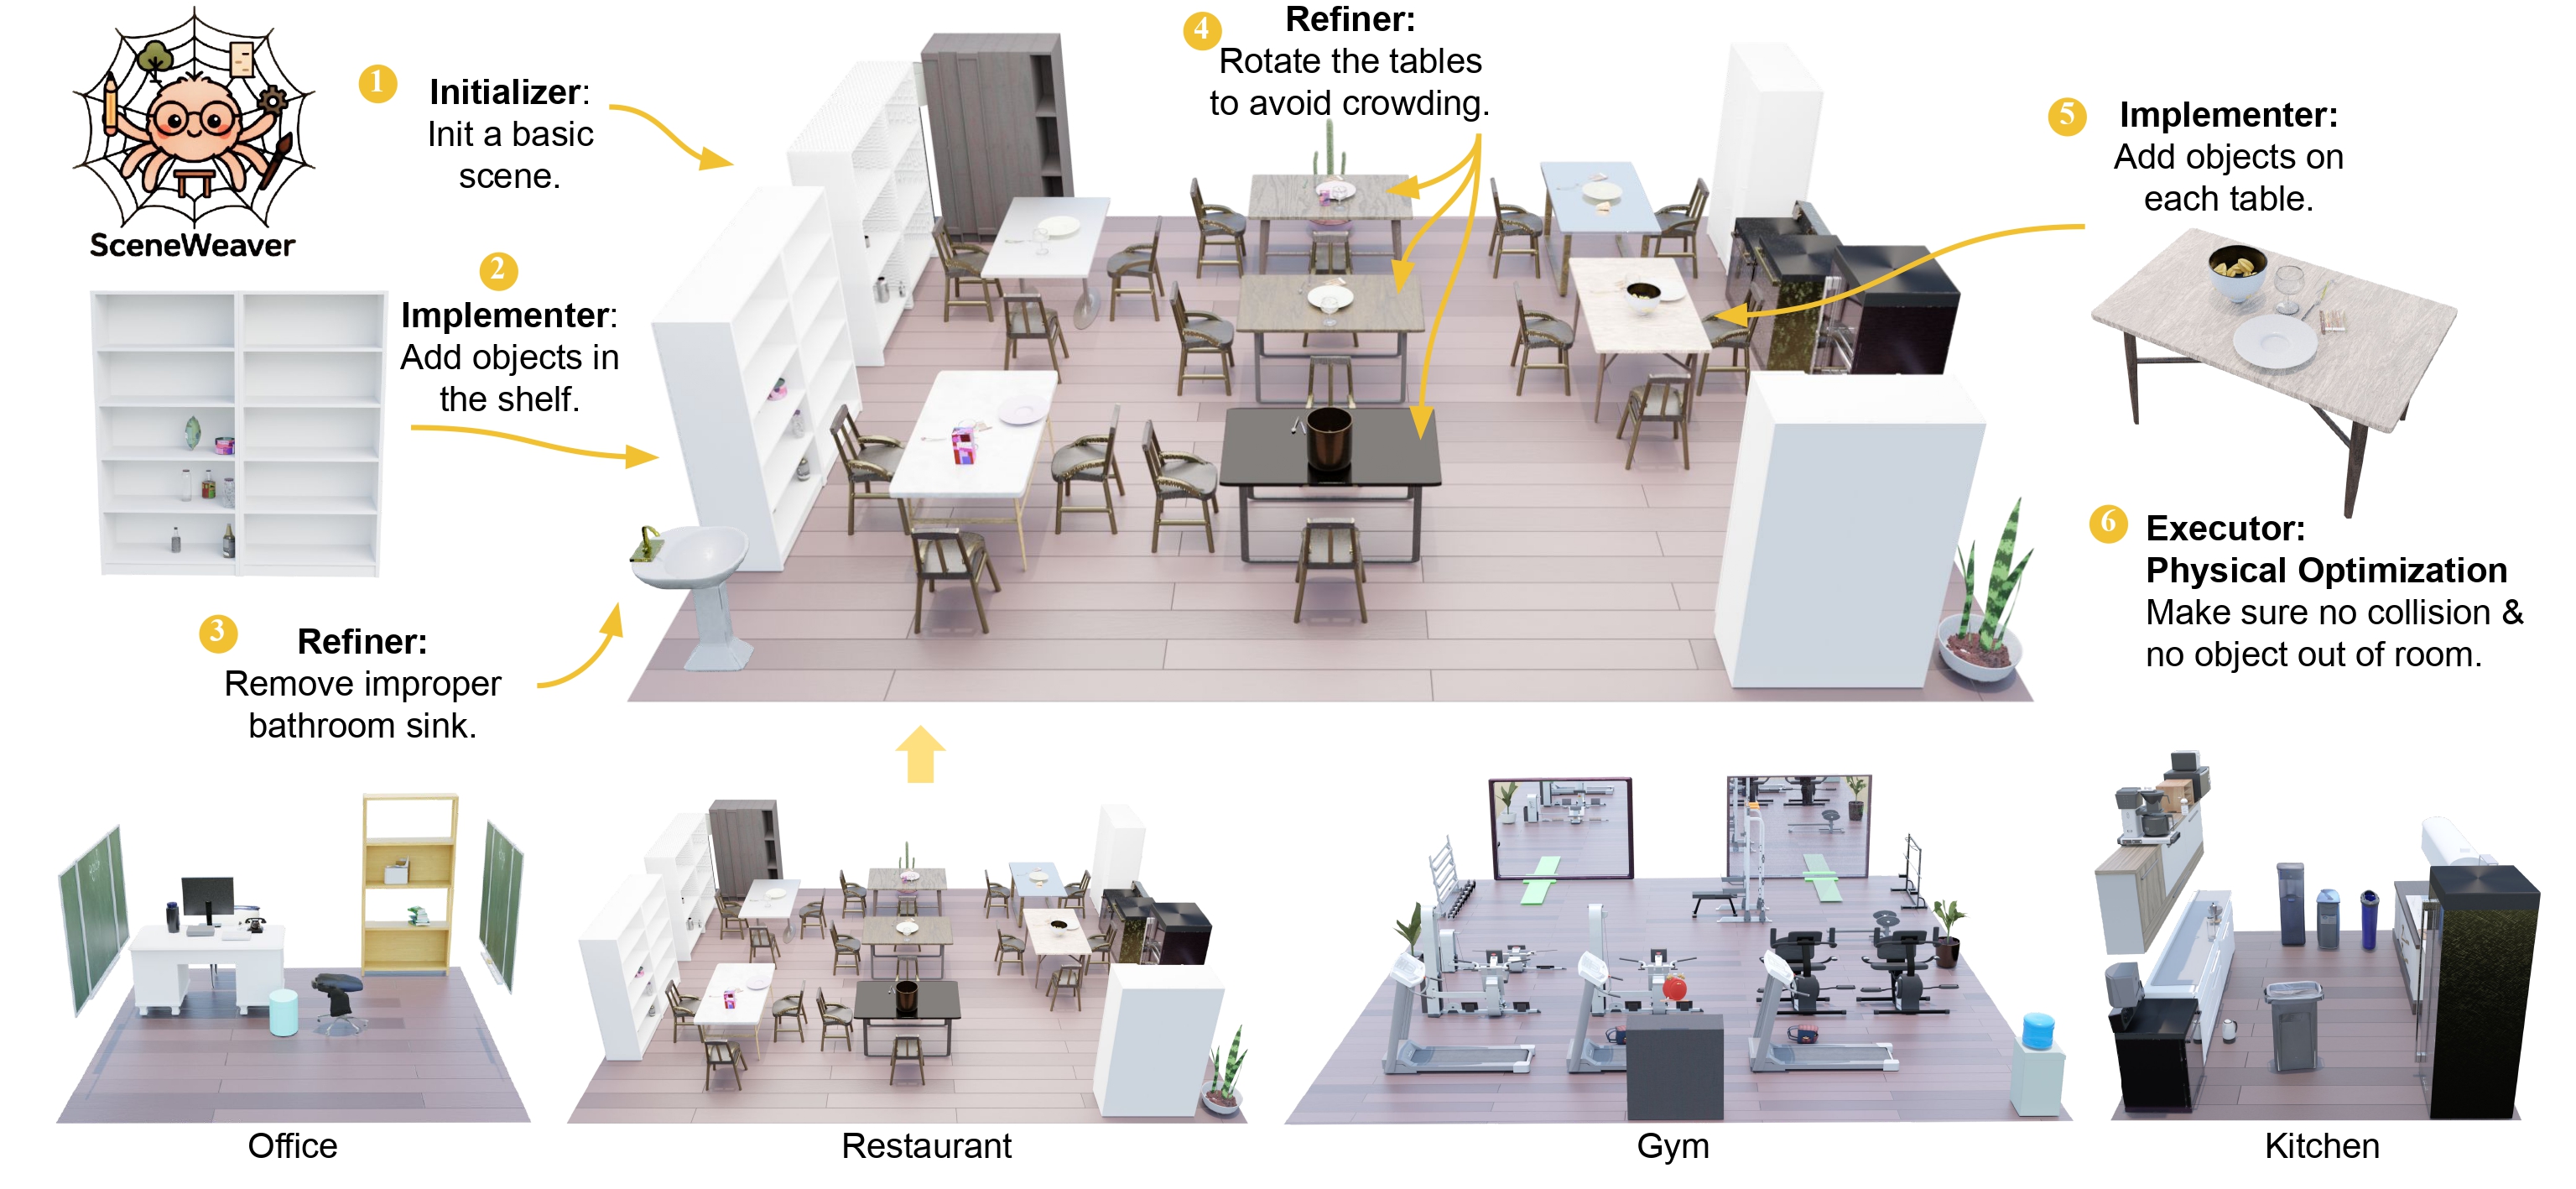 SceneWeaver
1
Initializer:
Init a basic
scene.
2
Implementer:
Add objects in
the shelf.
3
Refiner:
Remove improper
bathroom sink.
4
Refiner:
Rotate the tables
to avoid crowding.
5
Implementer:
Add objects on
each table.
6
Executor:
Physical Optimization
Make sure no collision &
no object out of room.
Office
Restaurant
Gym
Kitchen